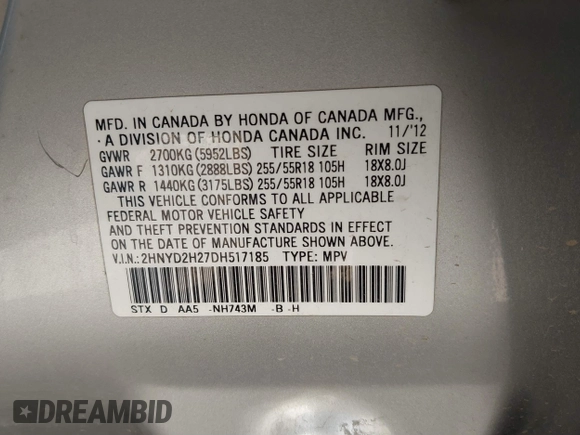 MFD. IN CANADA BY HONDA OF CANADA MFG.,
A DIVISION OF HONDA CANADA INC. 11/'12
GVWR 2700KG(5952LBS) TIRE SIZE RIM SIZE
GAWR F 1310KG(2888LBS) 255/55R18 105H 18X8.0J
GAWR R 1440KG(3175LBS) 255/55R18 105H 18X8.0J
THIS VEHICLE CONFORMS TO ALL APPLICABLE
FEDERAL MOTOR VEHICLE SAFETY
AND THEFT PREVENTION STANDARDS IN EFFECT
ON THE DATE OF MANUFACTURE SHOWN ABOVE.
V.I.N.: 2HNYD2H27DH517185 TYPE: MPV
STX D AA5 -NH743M -B -H
DREAMBID